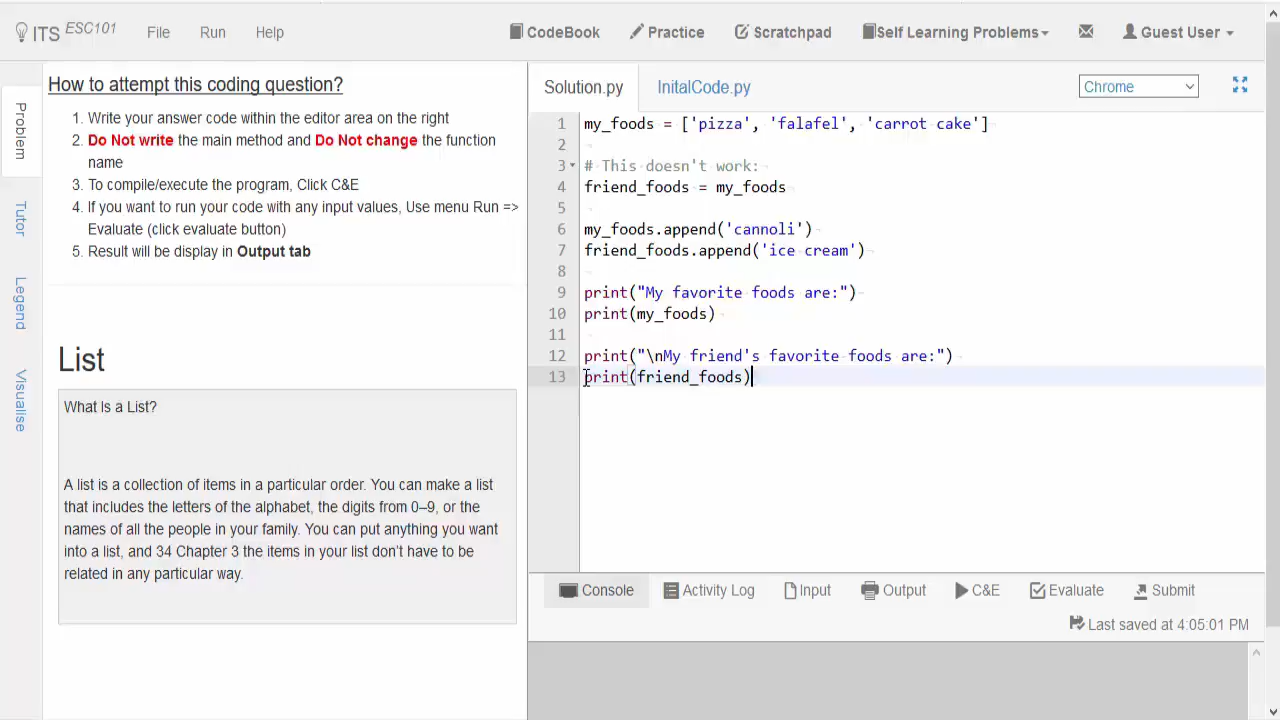 ITS ESC101 File Run Help CodeBook Practice Scratchpad Self Learning Problems Guest User
Problem
Tutor
Legend
Visualise
How to attempt this coding question?
1. Write your answer code within the editor area on the right
2. Do Not write the main method and Do Not change the function
name
3. To compile/execute the program, Click C&E
4. If you want to run your code with any input values, Use menu Run =>
Evaluate (click evaluate button)
5. Result will be display in Output tab
List
What Is a List?
A list is a collection of items in a particular order. You can make a list
that includes the letters of the alphabet, the digits from 0–9, or the
names of all the people in your family. You can put anything you want
into a list, and 34 Chapter 3 the items in your list don't have to be
related in any particular way.
Solution.py InitalCode.py Chrome
1 my_foods = ['pizza', 'falafel', 'carrot cake']
2
3 # This doesn't work:
4 friend_foods = my_foods
5
6 my_foods.append('cannoli')
7 friend_foods.append('ice cream')
8
9 print("My favorite foods are:")
10 print(my_foods)
11
12 print("\nMy friend's favorite foods are:")
13 print(friend_foods)
Console Activity Log Input Output C&E Evaluate Submit
Last saved at 4:05:01 PM